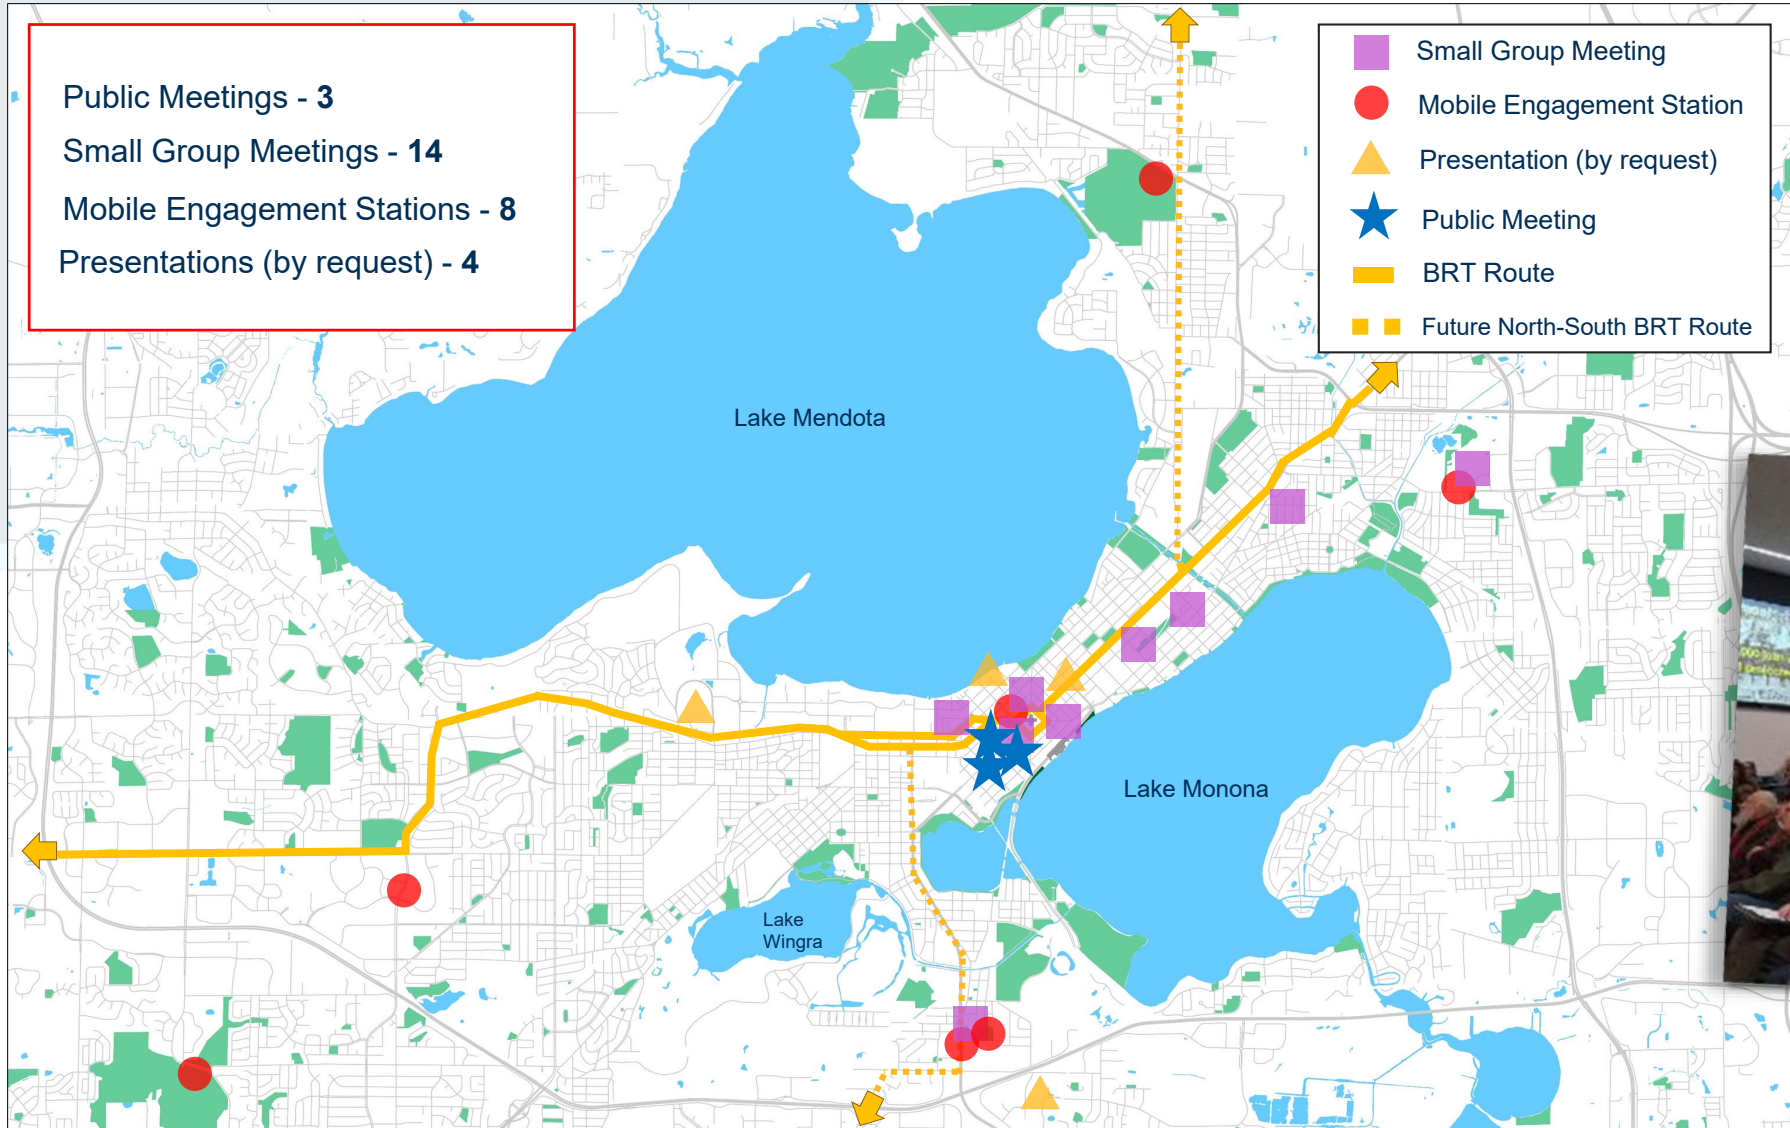 Public Meetings - 3
Small Group Meetings - 14
Mobile Engagement Stations - 8
Presentations (by request) - 4
Small Group Meeting
Mobile Engagement Station
Presentation (by request)
Public Meeting
BRT Route
Future North-South BRT Route
Lake Mendota
Lake Monona
Lake
Wingra